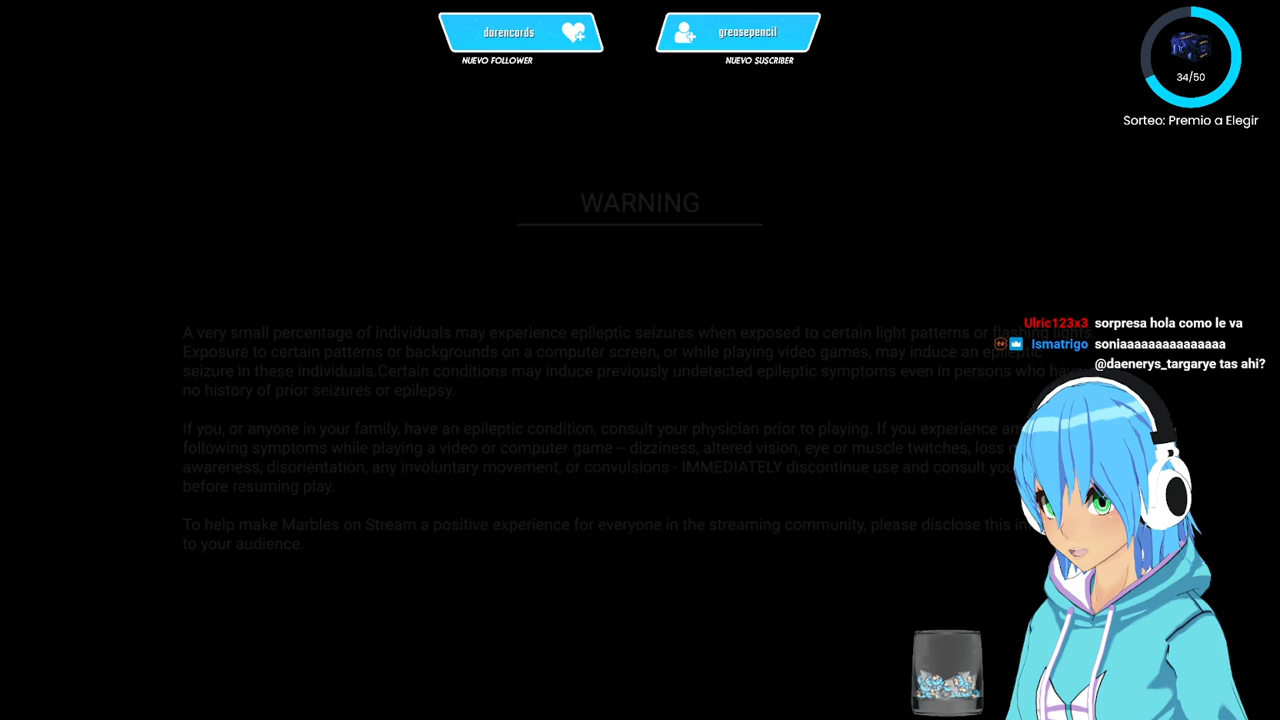 darencards
greasepencil
NUEVO FOLLOWER
NUEVO SUSCRIBER
34/50
Sorteo: Premio a Elegir
WARNING
A very small percentage of individuals may experience epileptic seizures when exposed to certain light patterns or flashing lights.
Exposure to certain patterns or backgrounds on a computer screen, or while playing video games, may induce an epileptic
seizure in these individuals.Certain conditions may induce previously undetected epileptic symptoms even in persons who have
no history of prior seizures or epilepsy.
If you, or anyone in your family, have an epileptic condition, consult your physician prior to playing. If you experience
following symptoms while playing a video or computer game – dizziness, altered vision, eye or muscle twitches, loss
awareness, disorientation, any involuntary movement, or convulsions - IMMEDIATELY discontinue use and consult
before resuming play.
To help make Marbles on Stream a positive experience for everyone in the streaming community, please disclose this
to your audience.
Ulric123x3 sorpresa hola como le va
Ismatrigo soniaaaaaaaaaaaaaaa
@daenerys_targarye tas ahi?